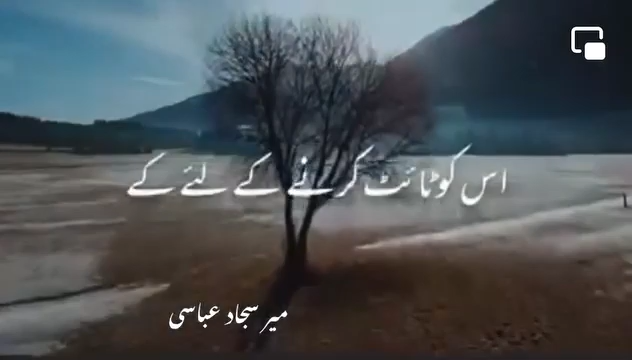 اس کو ٹائٹ کرنے کے لئے کے
میر سجاد عباسی